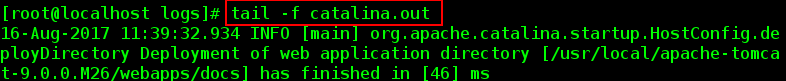 [root@localhost logs]# tail -f catalina.out
16-Aug-2017 11:39:32.934 INFO [main] org.apache.catalina.startup.HostConfig.de
ployDirectory Deployment of web application directory [/usr/local/apache-tomca
t-9.0.0.M26/webapps/docs] has finished in [46] ms